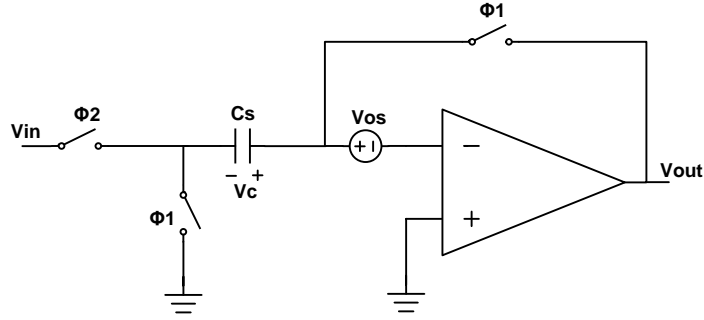 Φ1
Φ2
Cs
Vos
Vin
+ -
−
− +
Vc
Vout
Φ1
+